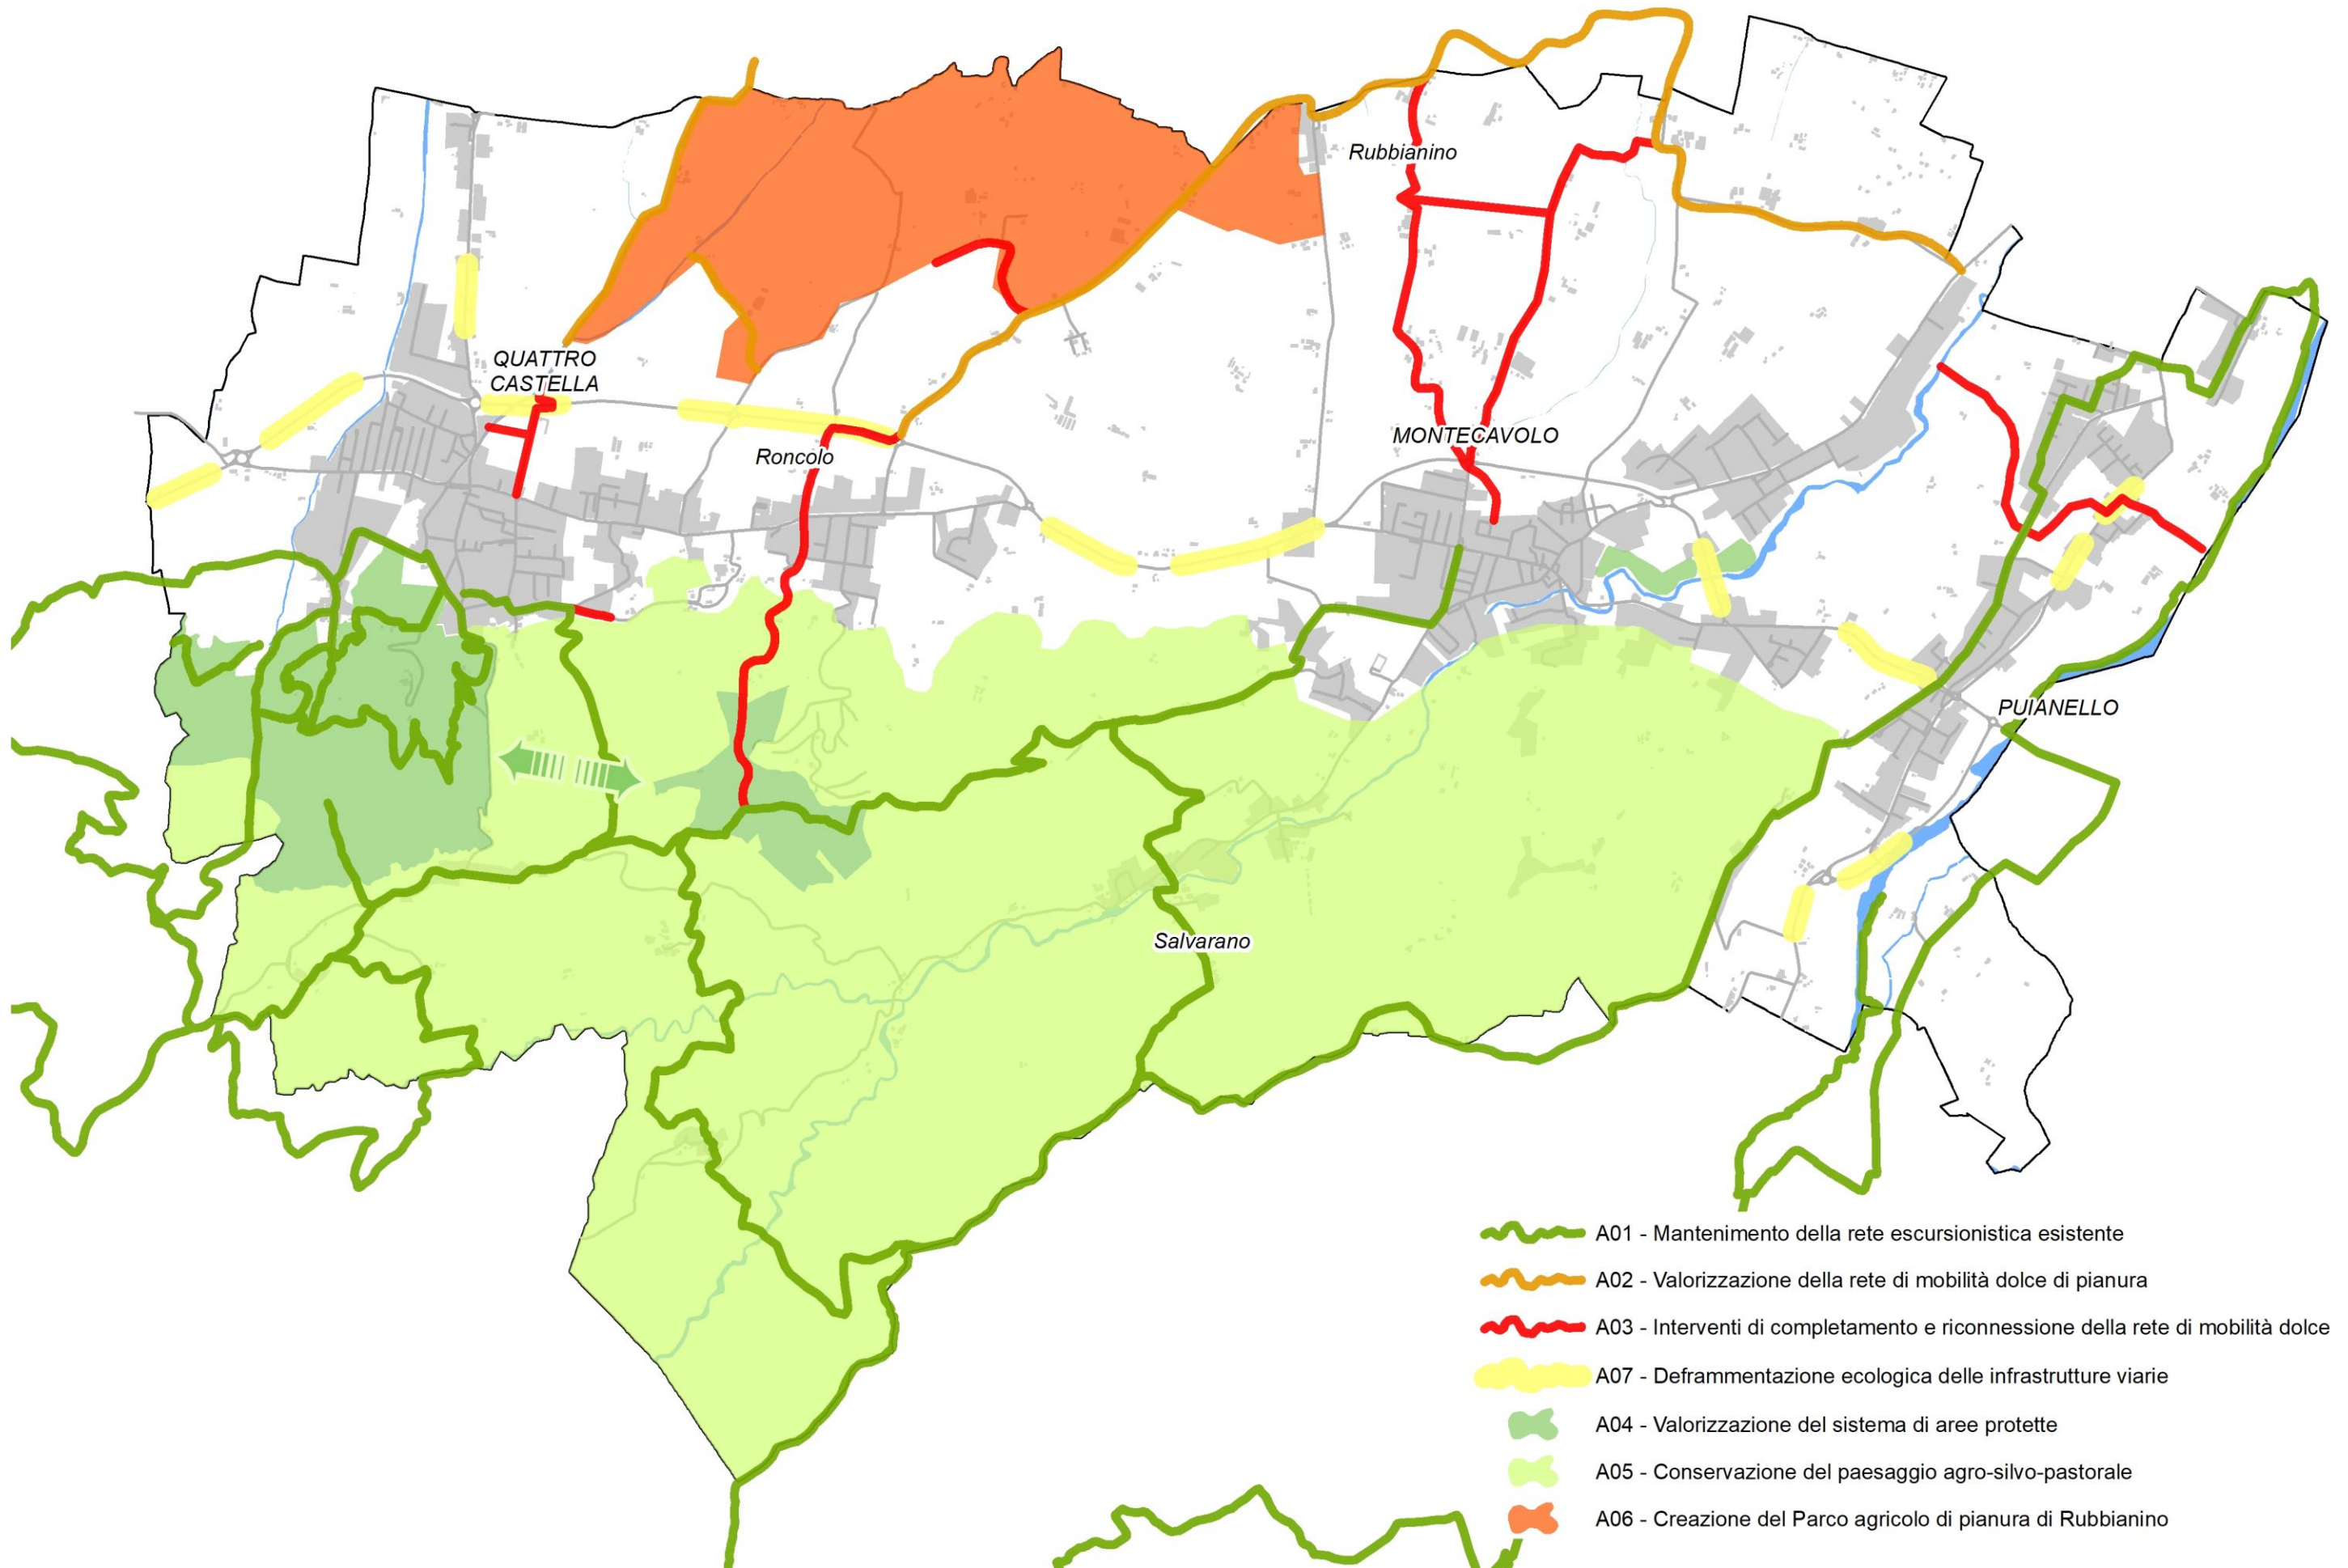 Rubbianino
QUATTRO
CASTELLA
Roncolo
MONTECAVOLO
PUIANELLO
Salvarano
A01 - Mantenimento della rete escursionistica esistente
A02 - Valorizzazione della rete di mobilità dolce di pianura
A03 - Interventi di completamento e riconnessione della rete di mobilità dolce
A07 - Deframmentazione ecologica delle infrastrutture viarie
A04 - Valorizzazione del sistema di aree protette
A05 - Conservazione del paesaggio agro-silvo-pastorale
A06 - Creazione del Parco agricolo di pianura di Rubbianino